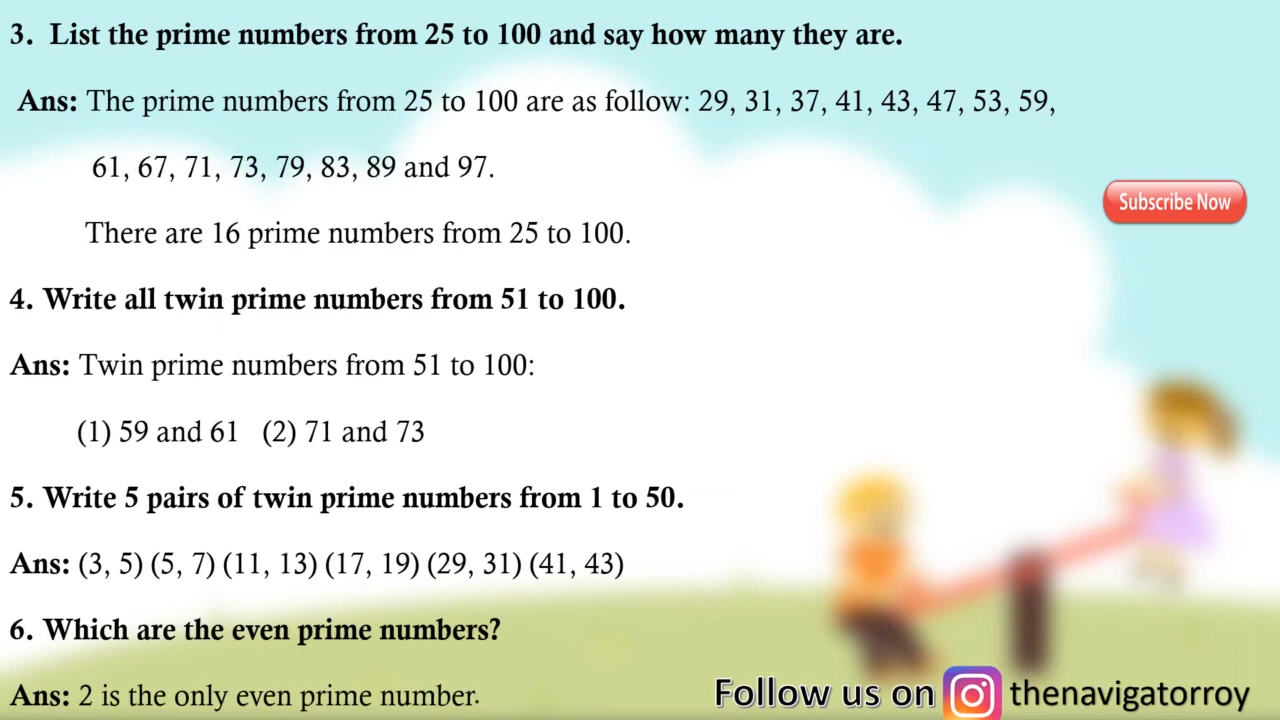 3. List the prime numbers from 25 to 100 and say how many they are.
Ans: The prime numbers from 25 to 100 are as follow: 29, 31, 37, 41, 43, 47, 53, 59,
61, 67, 71, 73, 79, 83, 89 and 97.
Subscribe Now
There are 16 prime numbers from 25 to 100.
4. Write all twin prime numbers from 51 to 100.
Ans: Twin prime numbers from 51 to 100:
(1) 59 and 61 (2) 71 and 73
5. Write 5 pairs of twin prime numbers from 1 to 50.
Ans: (3, 5) (5, 7) (11, 13) (17, 19) (29, 31) (41, 43)
6. Which are the even prime numbers?
Ans: 2 is the only even prime number.
Follow us on thenavigatorroy